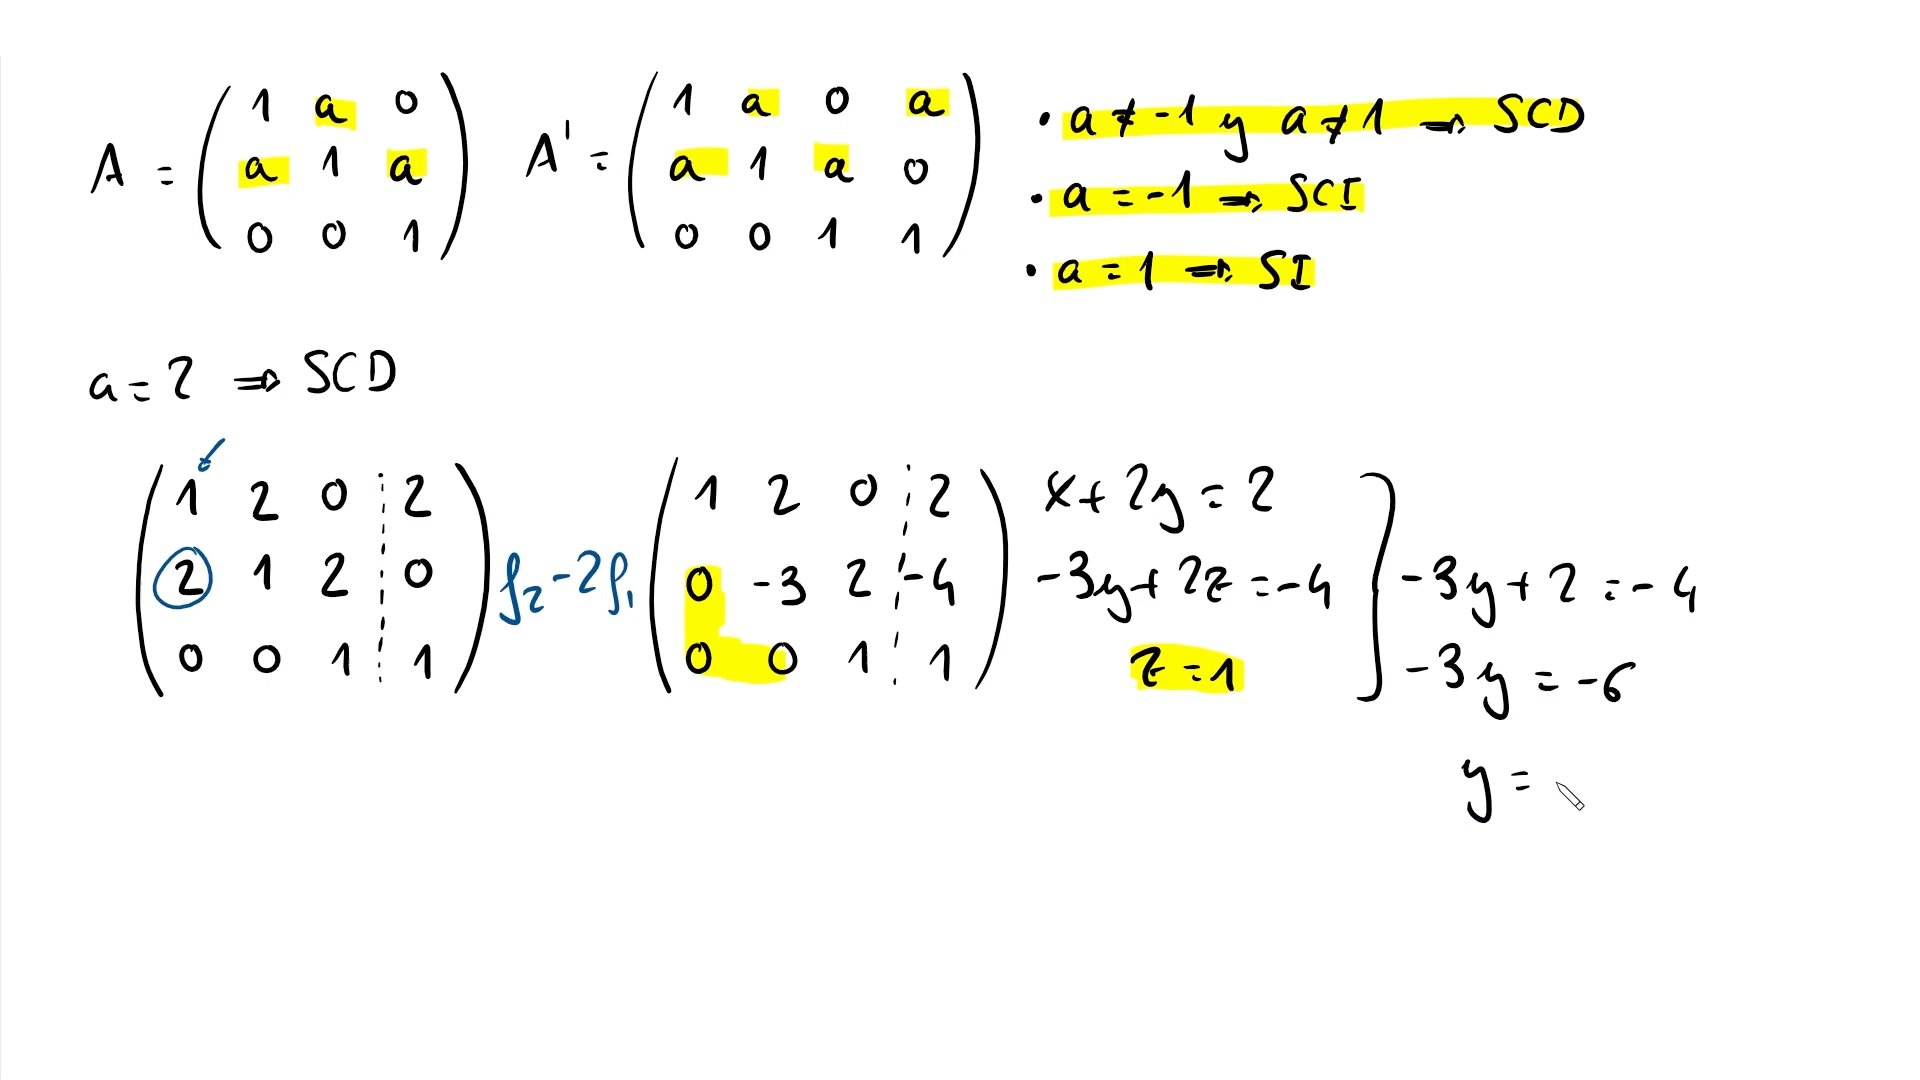 A = ( 1 a 0 / a 1 a / 0 0 1 )
A' = ( 1 a 0 a / a 1 a 0 / 0 0 1 1 )
• a ≠ -1 y a ≠ 1 ⇒ SCD
• a = -1 ⇒ SCI
• a = 1 ⇒ SI
a = 2 ⇒ SCD
( 1 2 0 ¦ 2 / 2 1 2 ¦ 0 / 0 0 1 ¦ 1 )
f₂ - 2f₁
( 1 2 0 ¦ 2 / 0 -3 2 ¦ -4 / 0 0 1 ¦ 1 )
x + 2y = 2
-3y + 2z = -4
z = 1
-3y + 2 = -4
-3y = -6
y =